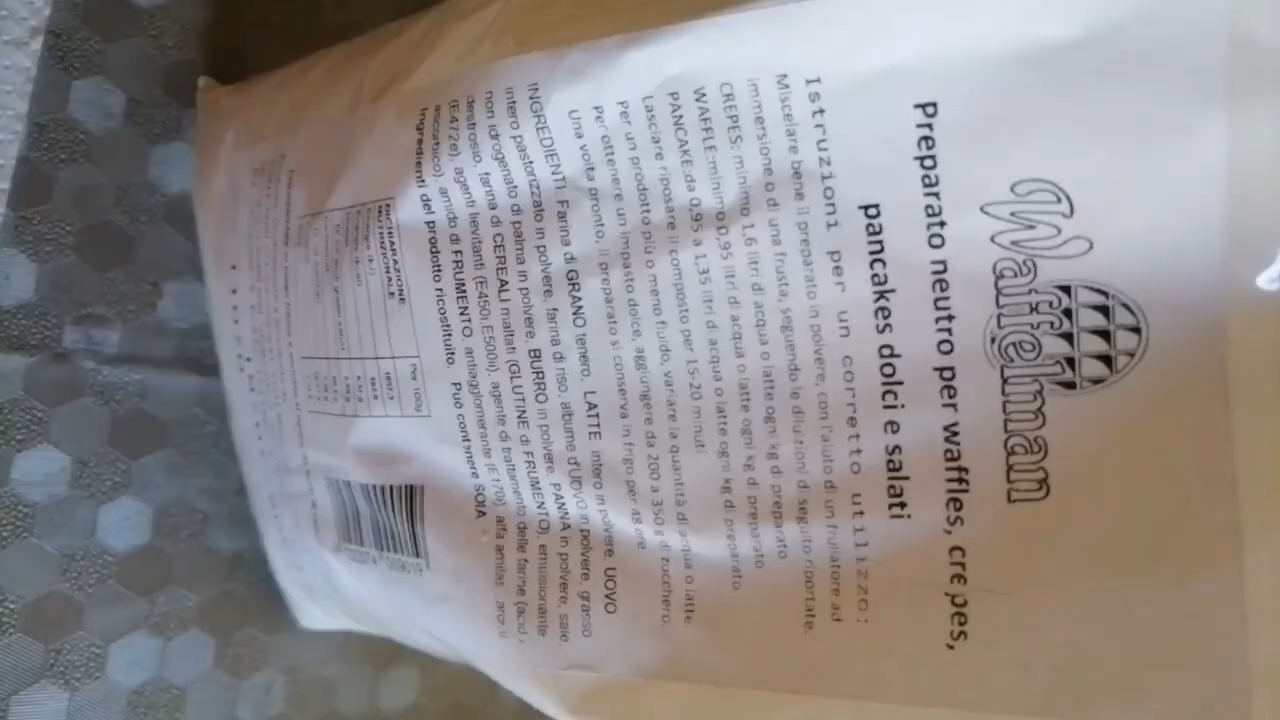 Waffelman
Preparato neutro per waffles, crepes,
pancakes dolci e salati
Istruzioni per un corretto utilizzo:
Miscelare bene il preparato in polvere, con l'aiuto di un frullatore ad
immersione o di una frusta, seguendo le diluizioni di seguito riportate.
CREPES: minimo 1,6 litri di acqua o latte ogni kg di preparato
WAFFLE:minimo 0,95 litri di acqua o latte ogni kg di preparato
PANCAKE:da 0,95 a 1,35 litri di acqua o latte ogni kg di preparato
Lasciare riposare il composto per 15-20 minuti
Per un prodotto più o meno fluido, variare la quantità di acqua o latte.
Per ottenere un impasto dolce, aggiungere da 200 a 350 g di zucchero.
Una volta pronto, il preparato si conserva in frigo per 48 ore
INGREDIENTI: Farina di GRANO tenero, LATTE intero in polvere, UOVO
intero pastorizzato in polvere, farina di riso, albume d'UOVO in polvere, grasso
non idrogenato di palma in polvere, BURRO in polvere, PANNA in polvere, sale,
destrosio, farina di CEREALI maltati (GLUTINE di FRUMENTO), emulsionante
(E472e), agenti lievitanti (E450i,E500ii), agente di trattamento delle farine (acido
ascorbico), amido di FRUMENTO, antiagglomerante (E170i), alfa amilasi, aromi
Ingredienti del prodotto ricostituito. Può contenere SOIA
DICHIARAZIONE
NUTRIZIONALE Per 100g